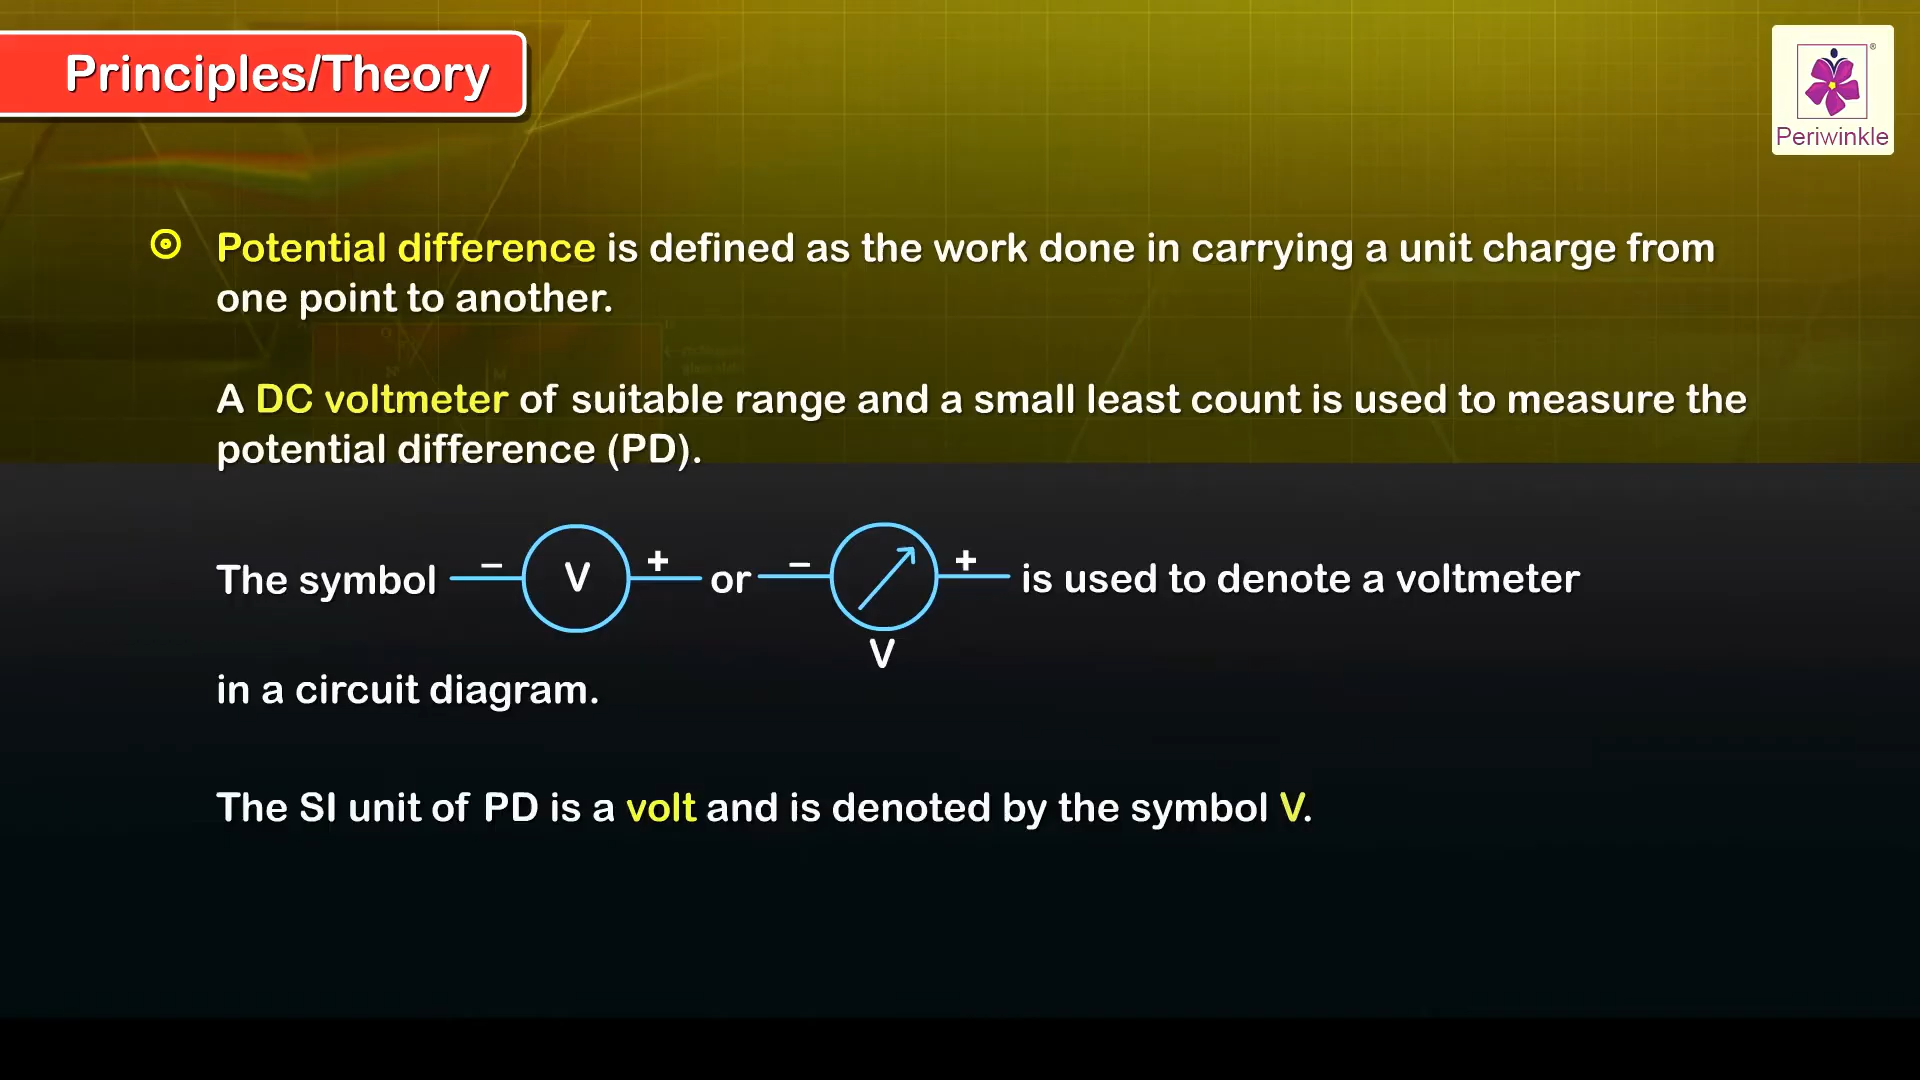 Principles/Theory
®
Periwinkle
Potential difference is defined as the work done in carrying a unit charge from
one point to another.
A DC voltmeter of suitable range and a small least count is used to measure the
potential difference (PD).
The symbol − V + or − + is used to denote a voltmeter
V
in a circuit diagram.
The SI unit of PD is a volt and is denoted by the symbol V.